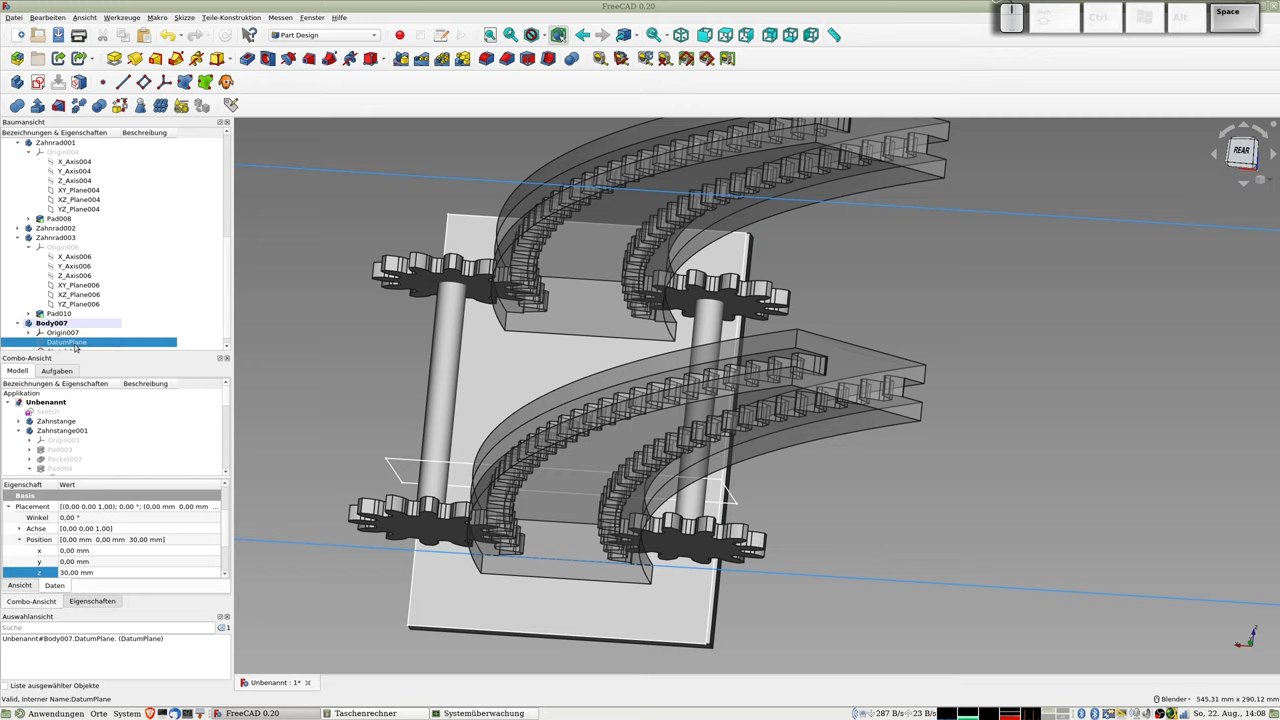 FreeCAD 0.20
Datei Bearbeiten Ansicht Werkzeuge Makro Skizze Teile-Konstruktion Messen Fenster Hilfe
Ctrl Alt Space
Part Design
Baumansicht
Bezeichnungen & Eigenschaften Beschreibung
Zahnrad001
Origin004
X_Axis004
Y_Axis004
Z_Axis004
XY_Plane004
XZ_Plane004
YZ_Plane004
Pad008
Zahnrad002
Zahnrad003
Origin006
X_Axis006
Y_Axis006
Z_Axis006
XY_Plane006
XZ_Plane006
YZ_Plane006
Pad010
Body007
Origin007
DatumPlane
Combo-Ansicht
Modell Aufgaben
Bezeichnungen & Eigenschaften Beschreibung
Applikation
Unbenannt
Sketch
Zahnstange
Zahnstange001
Origin001
Pad003
Pocket002
Pad004
Eigenschaft Wert
Basis
Placement [(0,00 0,00 1,00); 0,00 °; (0,00 mm 0,00 mm ...
Winkel 0,00 °
Achse [0,00 0,00 1,00]
Position [0,00 mm 0,00 mm 30,00 mm]
x 0,00 mm
y 0,00 mm
z 30,00 mm
Ansicht Daten
Combo-Ansicht Eigenschaften
Auswahlansicht
Suche 1
Unbenannt#Body007.DatumPlane. (DatumPlane)
Liste ausgewählter Objekte
REAR
Unbenannt : 1*
Valid, Internal Name:DatumPlane
Blender 545.31 mm x 290,12 mm
Anwendungen Orte System FreeCAD 0.20 Taschenrechner Systemüberwachung 287 B/s 23 B/s So, 22. Aug, 14:08